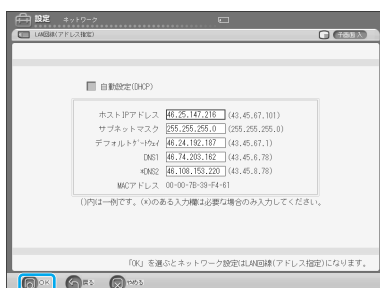 設定 ネットワーク
LAN回線(アドレス指定) 子画面入
自動設定(DHCP)
ホストIPアドレス 46.25.147.216 (43.45.67.101)
サブネットマスク 255.255.255.0 (255.255.255.0)
デフォルトゲートウェイ 46.24.192.187 (43.45.67.1)
DNS1 46.74.203.162 (43.45.6.78)
*DNS2 46.108.153.220 (43.45.8.78)
MACアドレス 00-00-7B-39-F4-61
()内は一例です。(*)のある入力欄は必要な場合のみ入力してください。
「OK」を選ぶとネットワーク設定はLAN回線(アドレス指定)になります。
OK 戻る やめる